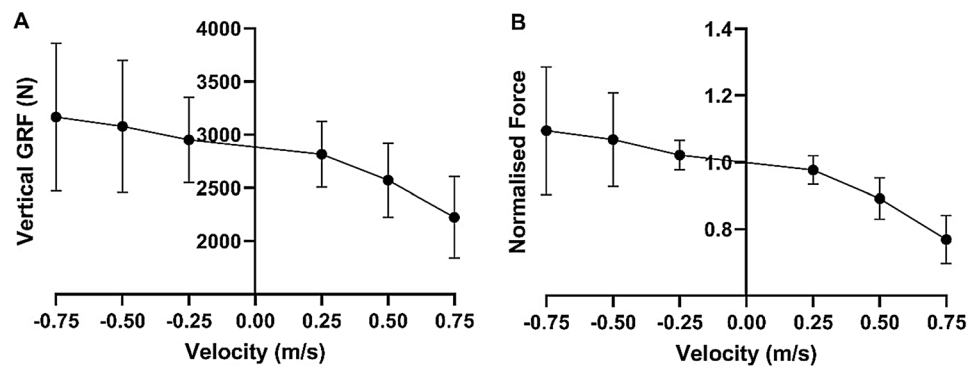 A
Vertical GRF (N)
4000
3500
3000
2500
2000
-0.75 -0.50 -0.25 0.00 0.25 0.50 0.75
Velocity (m/s)
B
Normalised Force
1.4
1.2
1.0
0.8
-0.75 -0.50 -0.25 0.00 0.25 0.50 0.75
Velocity (m/s)